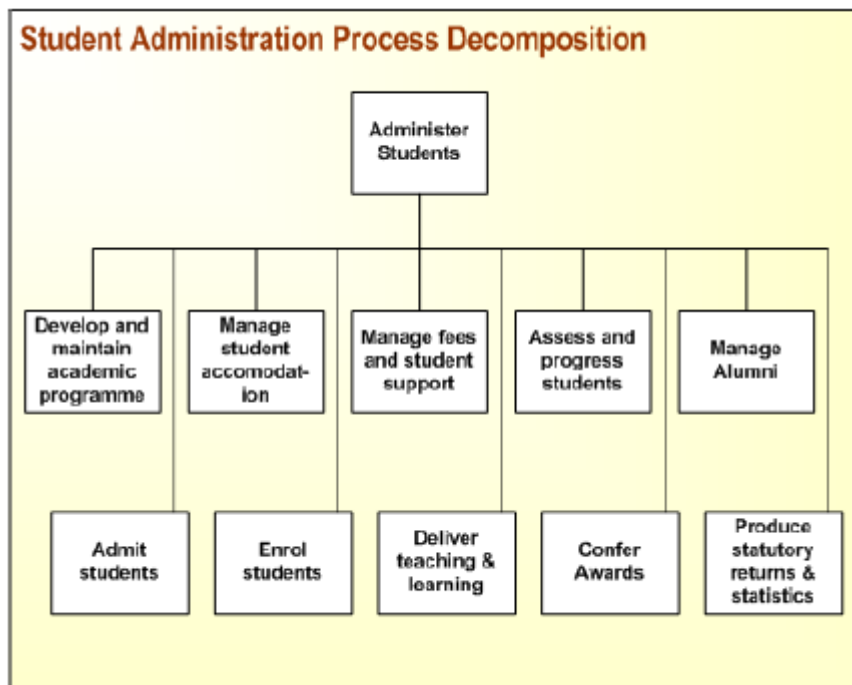 Student Administration Process Decomposition
Administer
Students
Develop and
maintain
academic
programme
Manage
student
accomodat-
ion
Manage fees
and student
support
Assess and
progress
students
Manage
Alumni
Admit
students
Enrol
students
Deliver
teaching &
learning
Confer
Awards
Produce
statutory
returns &
statistics